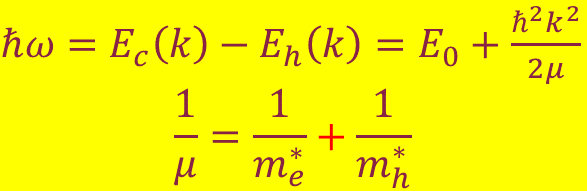 ℏω = E_c(k) − E_h(k) = E_0 + ℏ²k²/2μ
1/μ = 1/m_e^* + 1/m_h^*